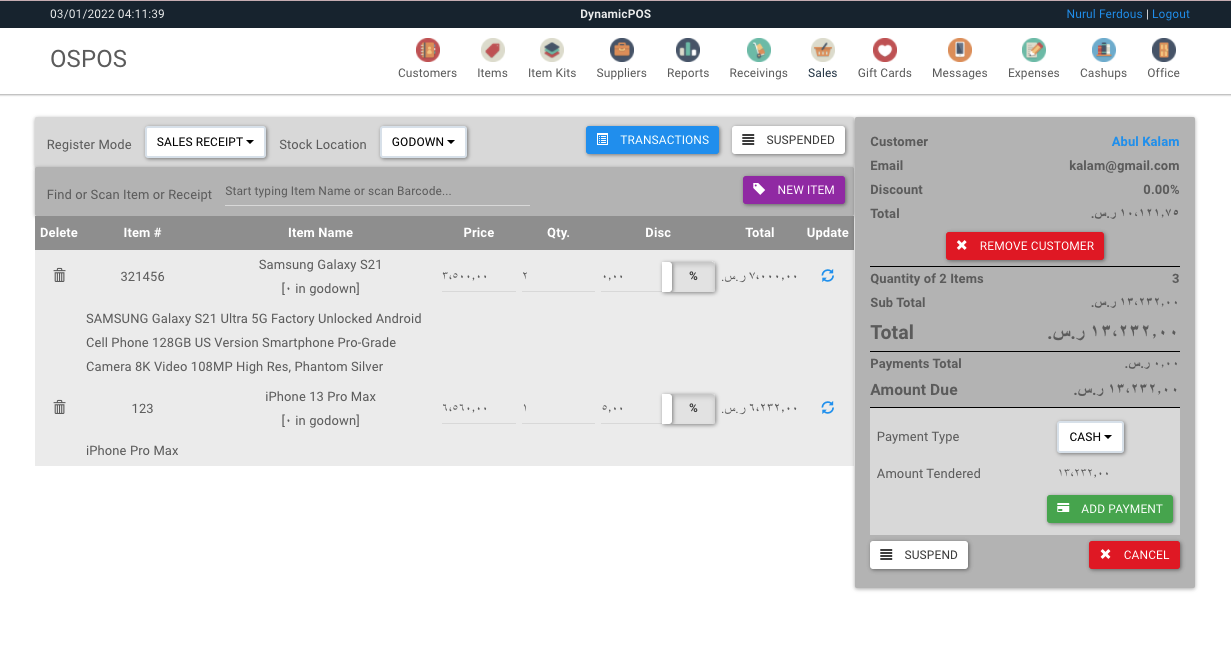 03/01/2022 04:11:39
DynamicPOS
Nurul Ferdous | Logout
OSPOS
Customers
Items
Item Kits
Suppliers
Reports
Receivings
Sales
Gift Cards
Messages
Expenses
Cashups
Office
Register Mode
SALES RECEIPT
Stock Location
GODOWN
TRANSACTIONS
SUSPENDED
Find or Scan Item or Receipt
Start typing Item Name or scan Barcode...
NEW ITEM
Delete Item # Item Name Price Qty. Disc Total Update
Samsung Galaxy S21
321456 ٣،٥٠٠,٠٠ ٢ ٠,٠٠ % ٧،٠٠٠,٠٠ ر.س.
[٠ in godown]
SAMSUNG Galaxy S21 Ultra 5G Factory Unlocked Android
Cell Phone 128GB US Version Smartphone Pro-Grade
Camera 8K Video 108MP High Res, Phantom Silver
iPhone 13 Pro Max
123 ٦،٥٦٠,٠٠ ١ ٥,٠٠ % ٦،٢٣٢,٠٠ ر.س.
[٠ in godown]
iPhone Pro Max
Customer Abul Kalam
Email kalam@gmail.com
Discount 0.00%
Total ١٠،١٢١,٧٥ ر.س.
REMOVE CUSTOMER
Quantity of 2 Items 3
Sub Total ١٣،٢٣٢,٠٠ ر.س.
Total ١٣،٢٣٢,٠٠ ر.س.
Payments Total ٠,٠٠ ر.س.
Amount Due ١٣،٢٣٢,٠٠ ر.س.
Payment Type CASH
Amount Tendered ١٣،٢٣٢,٠٠
ADD PAYMENT
SUSPEND
CANCEL